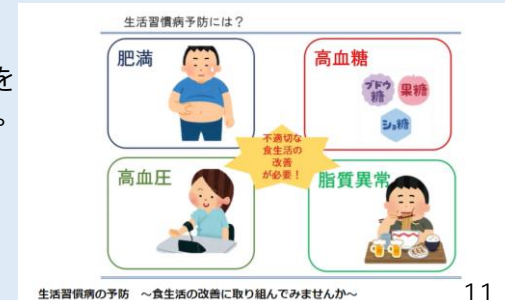 を
。
生活習慣病予防には？
肥満
高血糖
ブドウ
糖
果糖
ショ糖
不適切な
食生活の
改善
が必要！
高血圧
脂質異常
生活習慣病の予防　～食生活の改善に取り組んでみませんか～
11